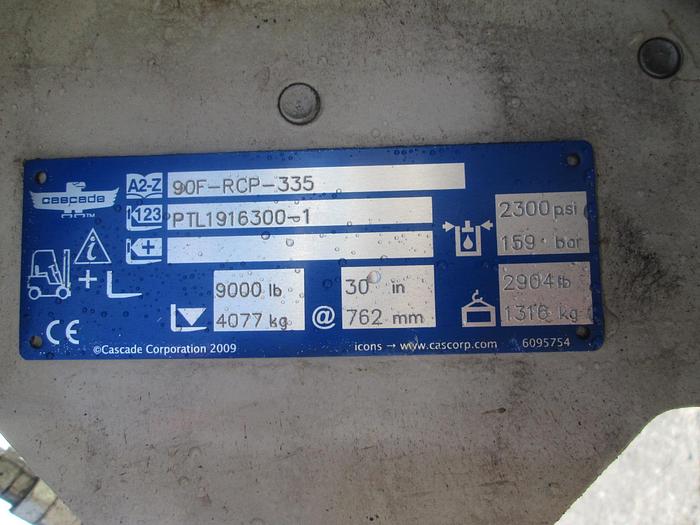 cascade
TM
A2-Z 90F-RCP-335
123 PTL1916300-1
2300 psi
159 bar
9000 lb
4077 kg
@
30 in
762 mm
2904 lb
1316 kg
CE
©Cascade Corporation 2009
icons → www.cascorp.com
6095754